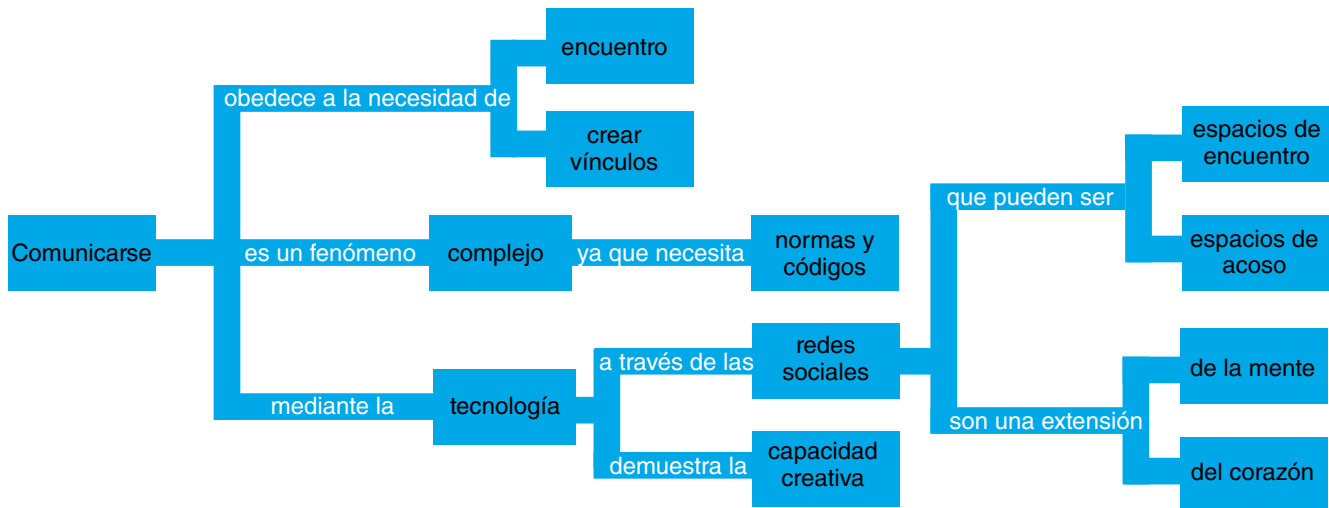 Comunicarse
obedece a la necesidad de
encuentro
crear
vínculos
es un fenómeno
complejo
ya que necesita
normas y
códigos
mediante la
tecnología
a través de las
redes
sociales
demuestra la
capacidad
creativa
que pueden ser
espacios de
encuentro
espacios de
acoso
son una extensión
de la mente
del corazón